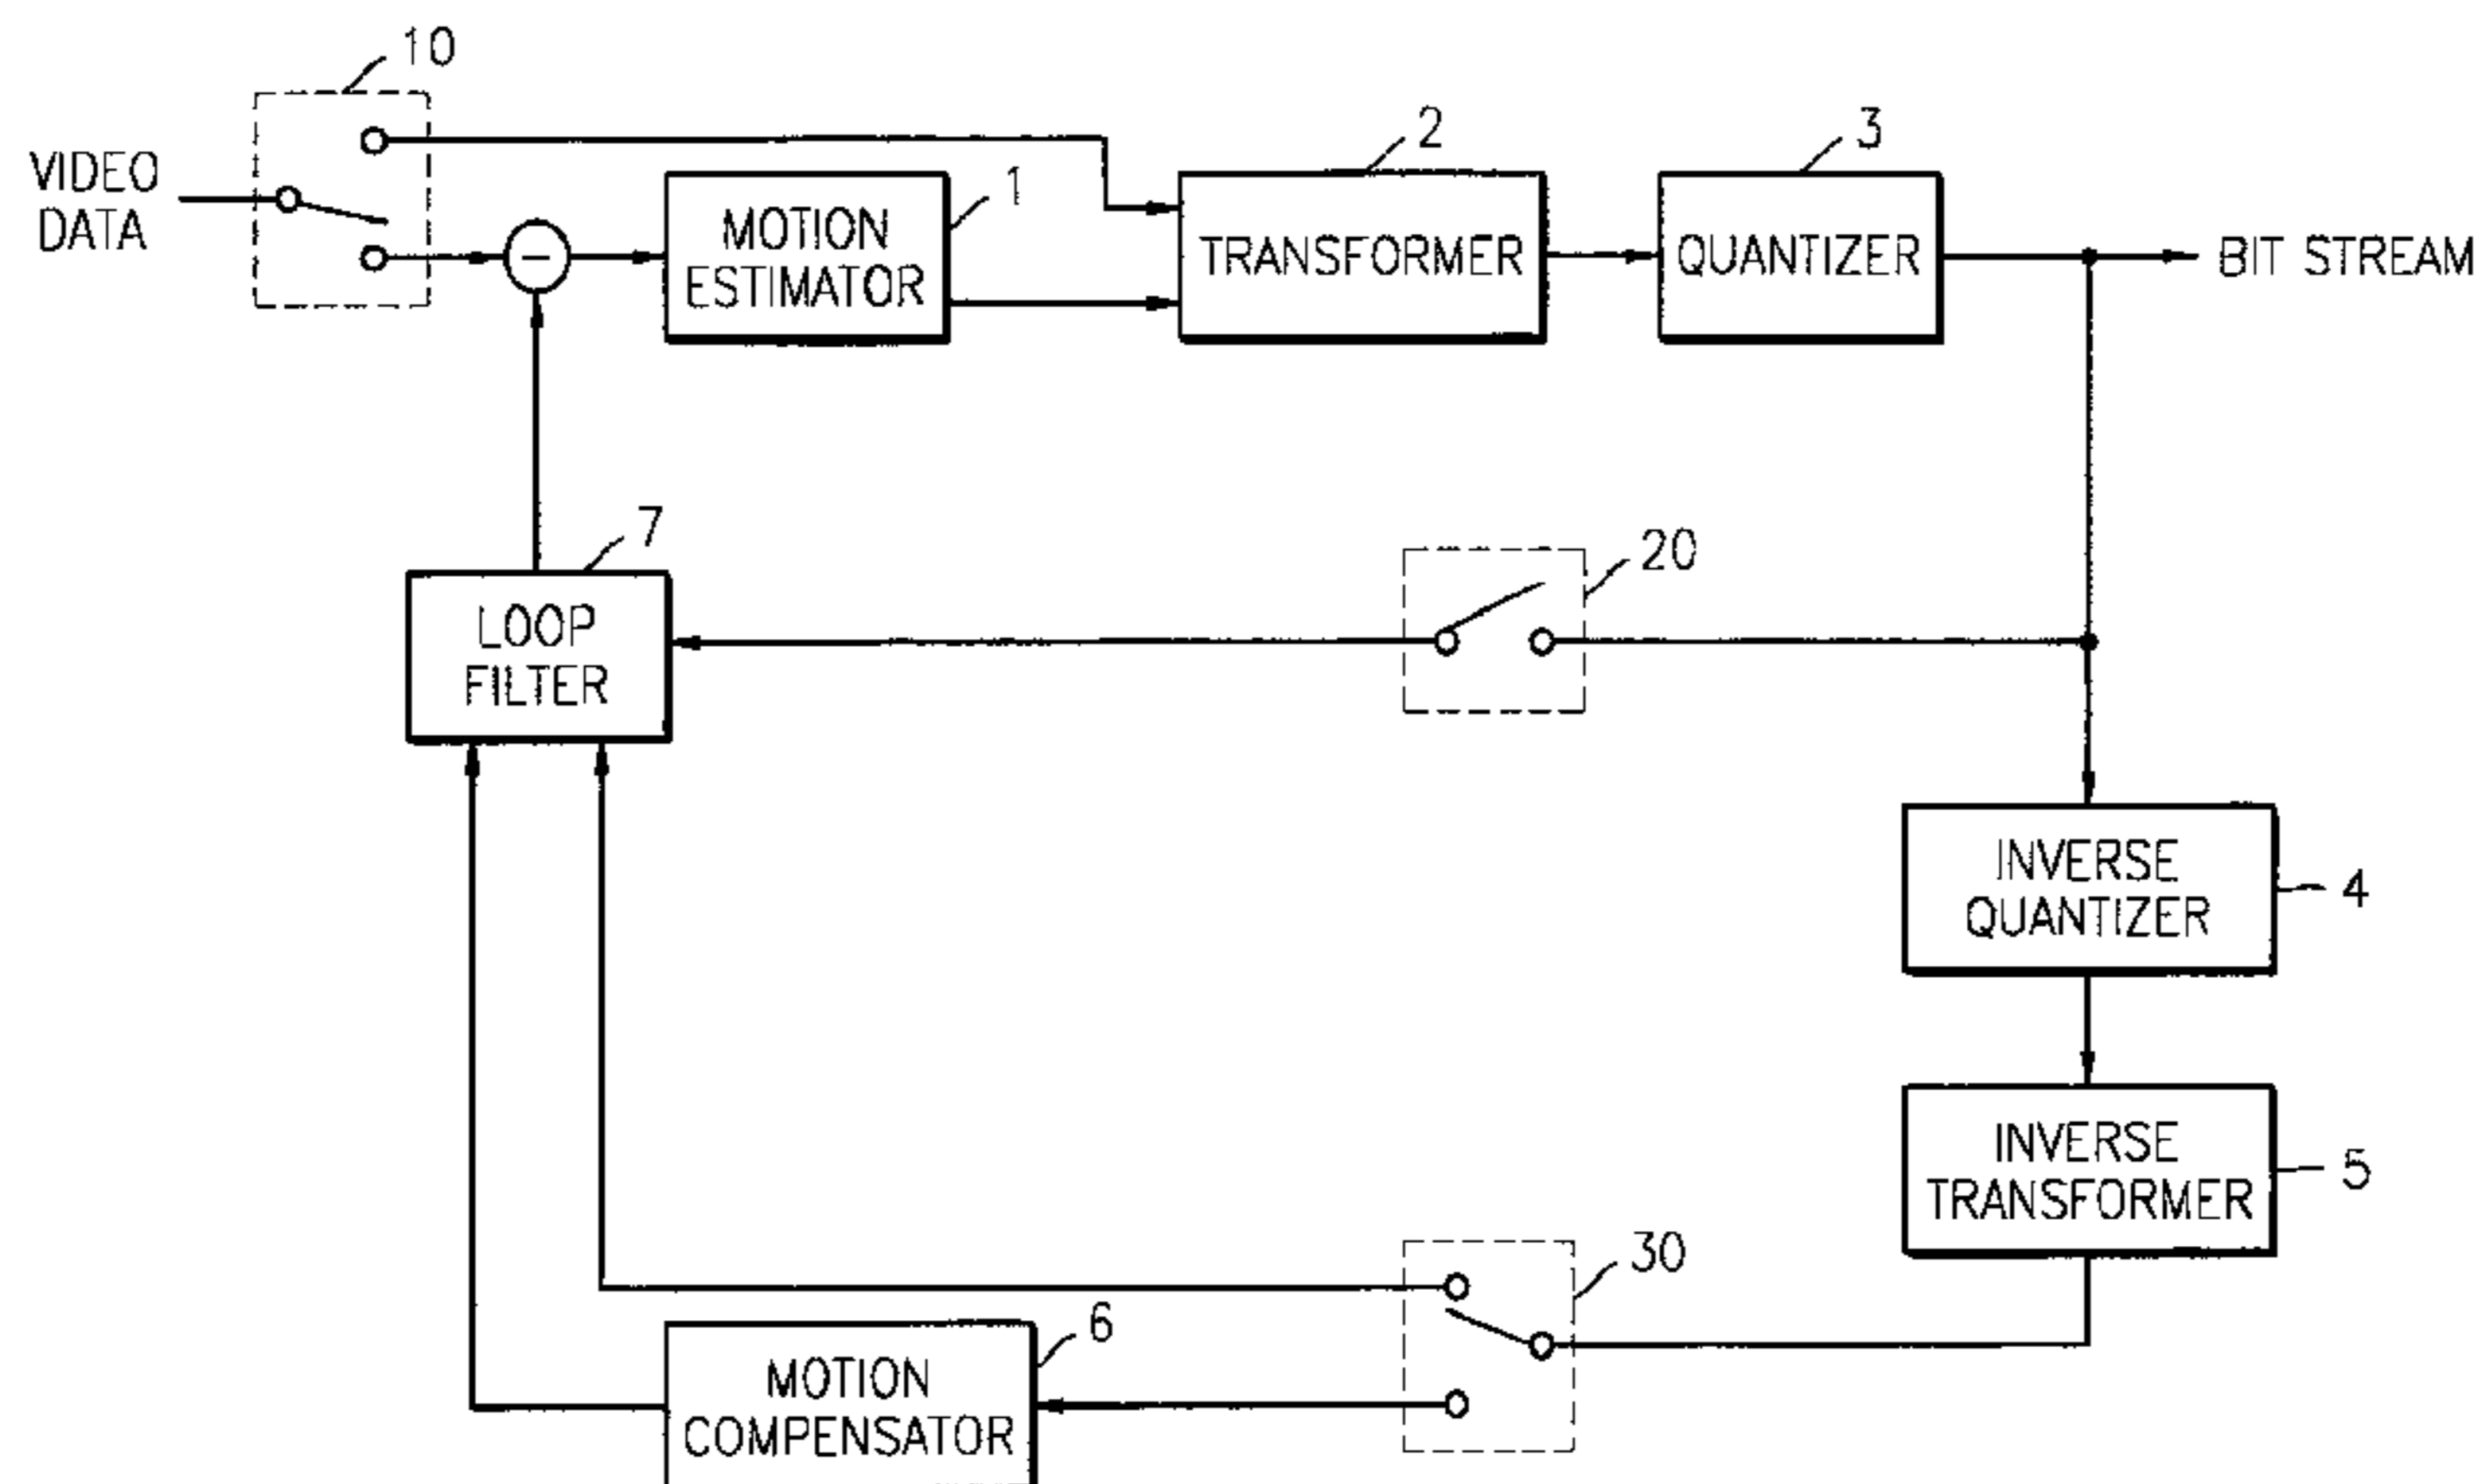 10
VIDEO
DATA
1
MOTION
ESTIMATOR
2
TRANSFORMER
3
QUANTIZER
BIT STREAM
7
LOOP
FILTER
20
INVERSE
QUANTIZER
4
INVERSE
TRANSFORMER
5
30
6
MOTION
COMPENSATOR